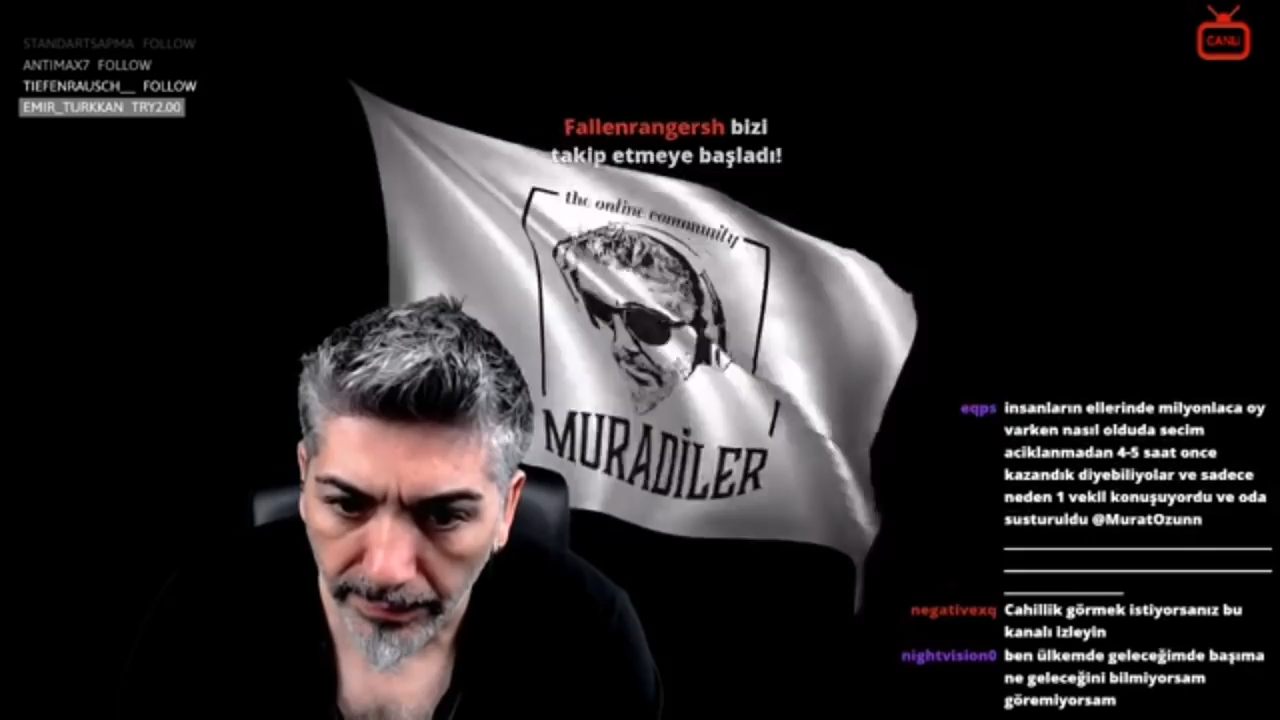 STANDARTSAPMA FOLLOW
ANTIMAX7 FOLLOW
TIEFENRAUSCH__ FOLLOW
EMIR_TURKKAN TRY2.00
CANLI
Fallenrangersh bizi
takip etmeye başladı!
the online community
MURADİLER
eqps insanların ellerinde milyonlaca oy
varken nasıl olduda secim
aciklanmadan 4-5 saat once
kazandık diyebiliyolar ve sadece
neden 1 vekil konuşuyordu ve oda
susturuldu @MuratOzunn
negativexq Cahillik görmek istiyorsanız bu
kanalı izleyin
nightvision0 ben ülkemde geleceğimde başıma
ne geleceğini bilmiyorsam
göremiyorsam